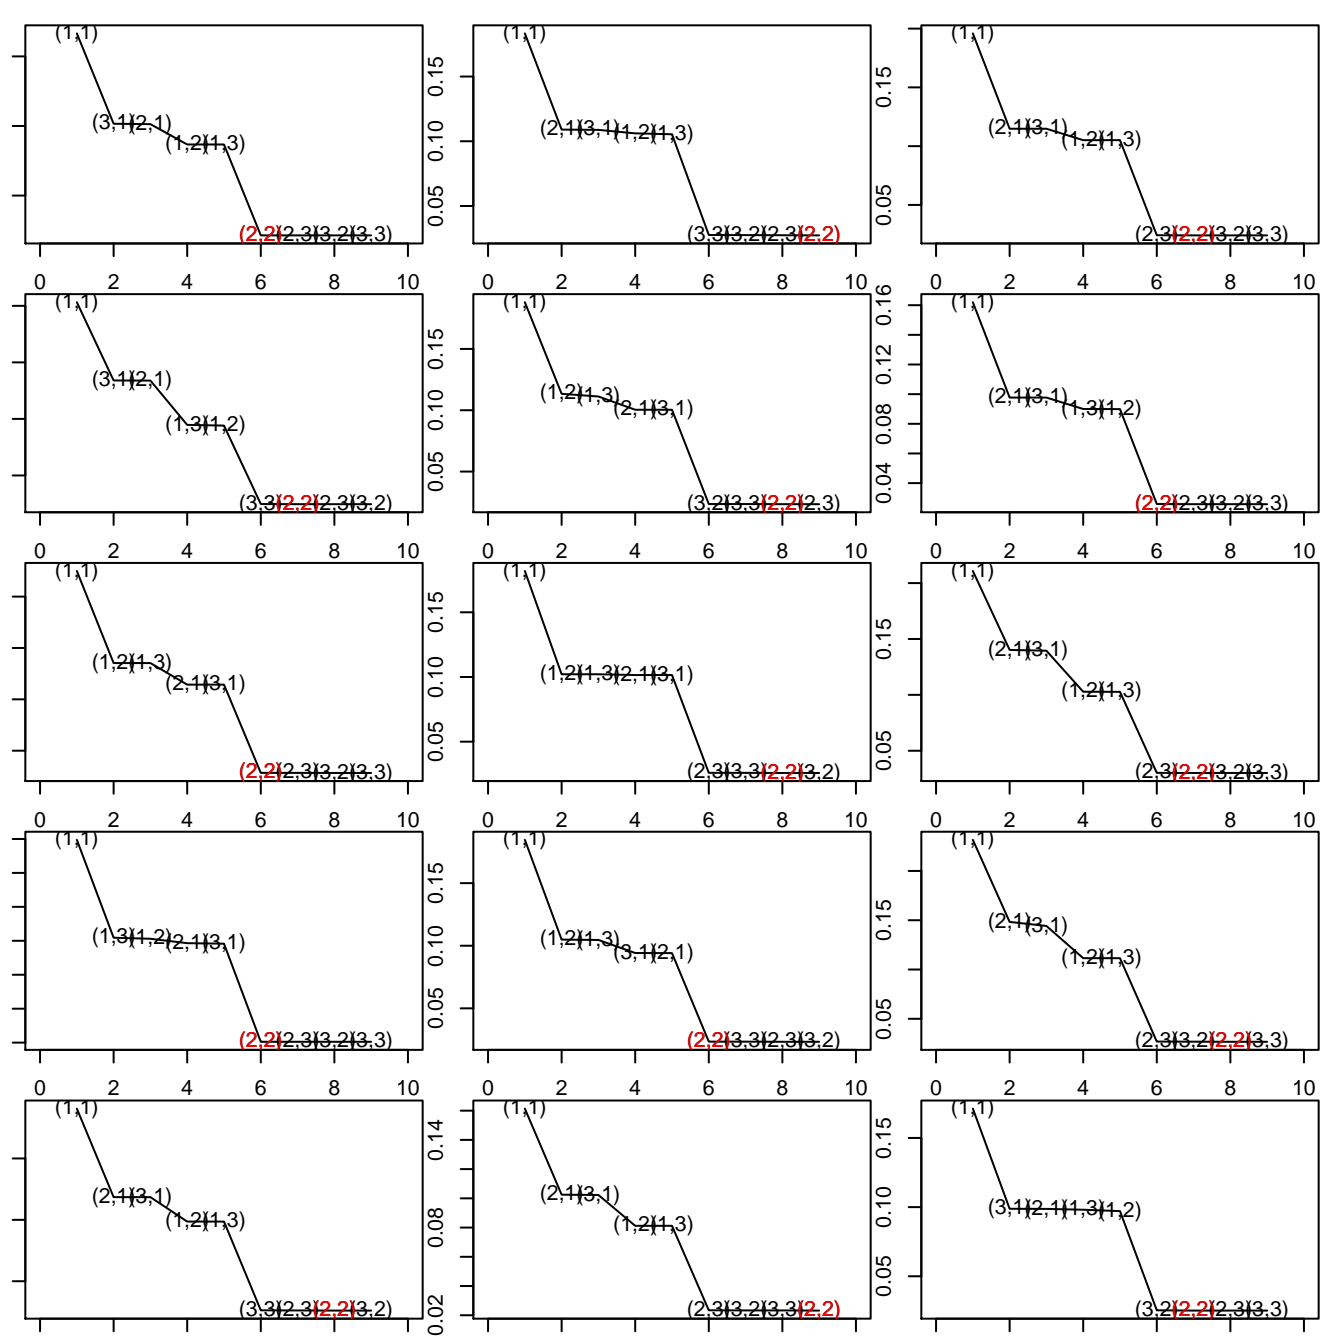 (1,1) (1,1) (1,1)
0.15 0.10 0.05
0.15 0.05
(3,1) (2,1) (1,2) (1,3)
(2,1) (3,1) (1,2) (1,3)
(2,1) (3,1) (1,2) (1,3)
(2,2) (2,3) (3,2) (3,3)
(3,3) (3,2) (2,3) (2,2)
(2,3) (2,2) (3,2) (3,3)
0 2 4 6 8 10 0 2 4 6 8 10 0 2 4 6 8 10
(1,1) (1,1) (1,1)
0.15 0.10 0.05
0.16 0.12 0.08 0.04
(3,1) (2,1) (1,3) (1,2)
(1,2) (1,3) (2,1) (3,1)
(2,1) (3,1) (1,3) (1,2)
(3,3) (2,2) (2,3) (3,2)
(3,2) (3,3) (2,2) (2,3)
(2,2) (2,3) (3,2) (3,3)
0 2 4 6 8 10 0 2 4 6 8 10 0 2 4 6 8 10
(1,1) (1,1) (1,1)
0.15 0.10 0.05
0.15 0.05
(1,2) (1,3) (2,1) (3,1)
(1,2) (1,3) (2,1) (3,1)
(2,1) (3,1) (1,2) (1,3)
(2,2) (2,3) (3,2) (3,3)
(2,3) (3,3) (2,2) (3,2)
(2,3) (2,2) (3,2) (3,3)
0 2 4 6 8 10 0 2 4 6 8 10 0 2 4 6 8 10
(1,1) (1,1) (1,1)
0.15 0.10 0.05
0.15 0.05
(1,3) (1,2) (2,1) (3,1)
(1,2) (1,3) (3,1) (2,1)
(2,1) (3,1) (1,2) (1,3)
(2,2) (2,3) (3,2) (3,3)
(2,2) (3,3) (2,3) (3,2)
(2,3) (3,2) (2,2) (3,3)
0 2 4 6 8 10 0 2 4 6 8 10 0 2 4 6 8 10
(1,1) (1,1) (1,1)
0.14 0.08 0.02
0.15 0.10 0.05
(2,1) (3,1) (1,2) (1,3)
(2,1) (3,1) (1,2) (1,3)
(3,1) (2,1) (1,3) (1,2)
(3,3) (2,3) (2,2) (3,2)
(2,3) (3,2) (3,3) (2,2)
(3,2) (2,2) (2,3) (3,3)